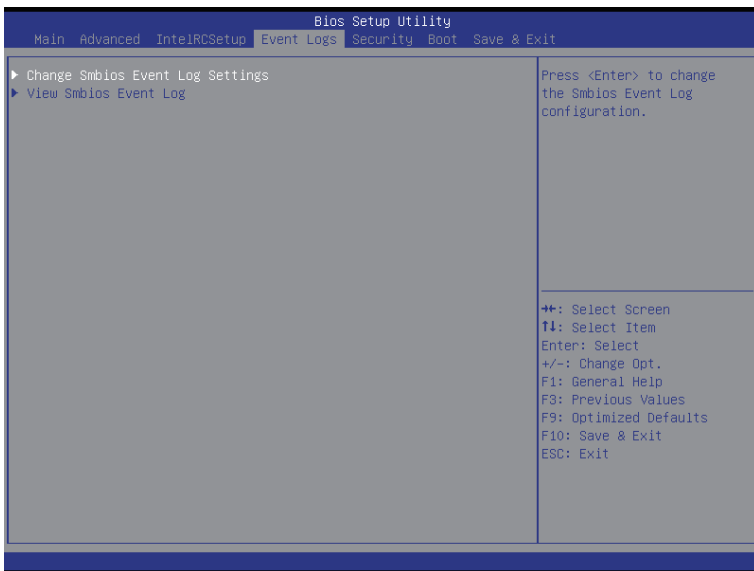 Bios Setup Utility
Main Advanced IntelRCSetup Event Logs Security Boot Save & Exit
▶ Change Smbios Event Log Settings
▶ View Smbios Event Log
Press <Enter> to change
the Smbios Event Log
configuration.
→←: Select Screen
↑↓: Select Item
Enter: Select
+/-: Change Opt.
F1: General Help
F3: Previous Values
F9: Optimized Defaults
F10: Save & Exit
ESC: Exit